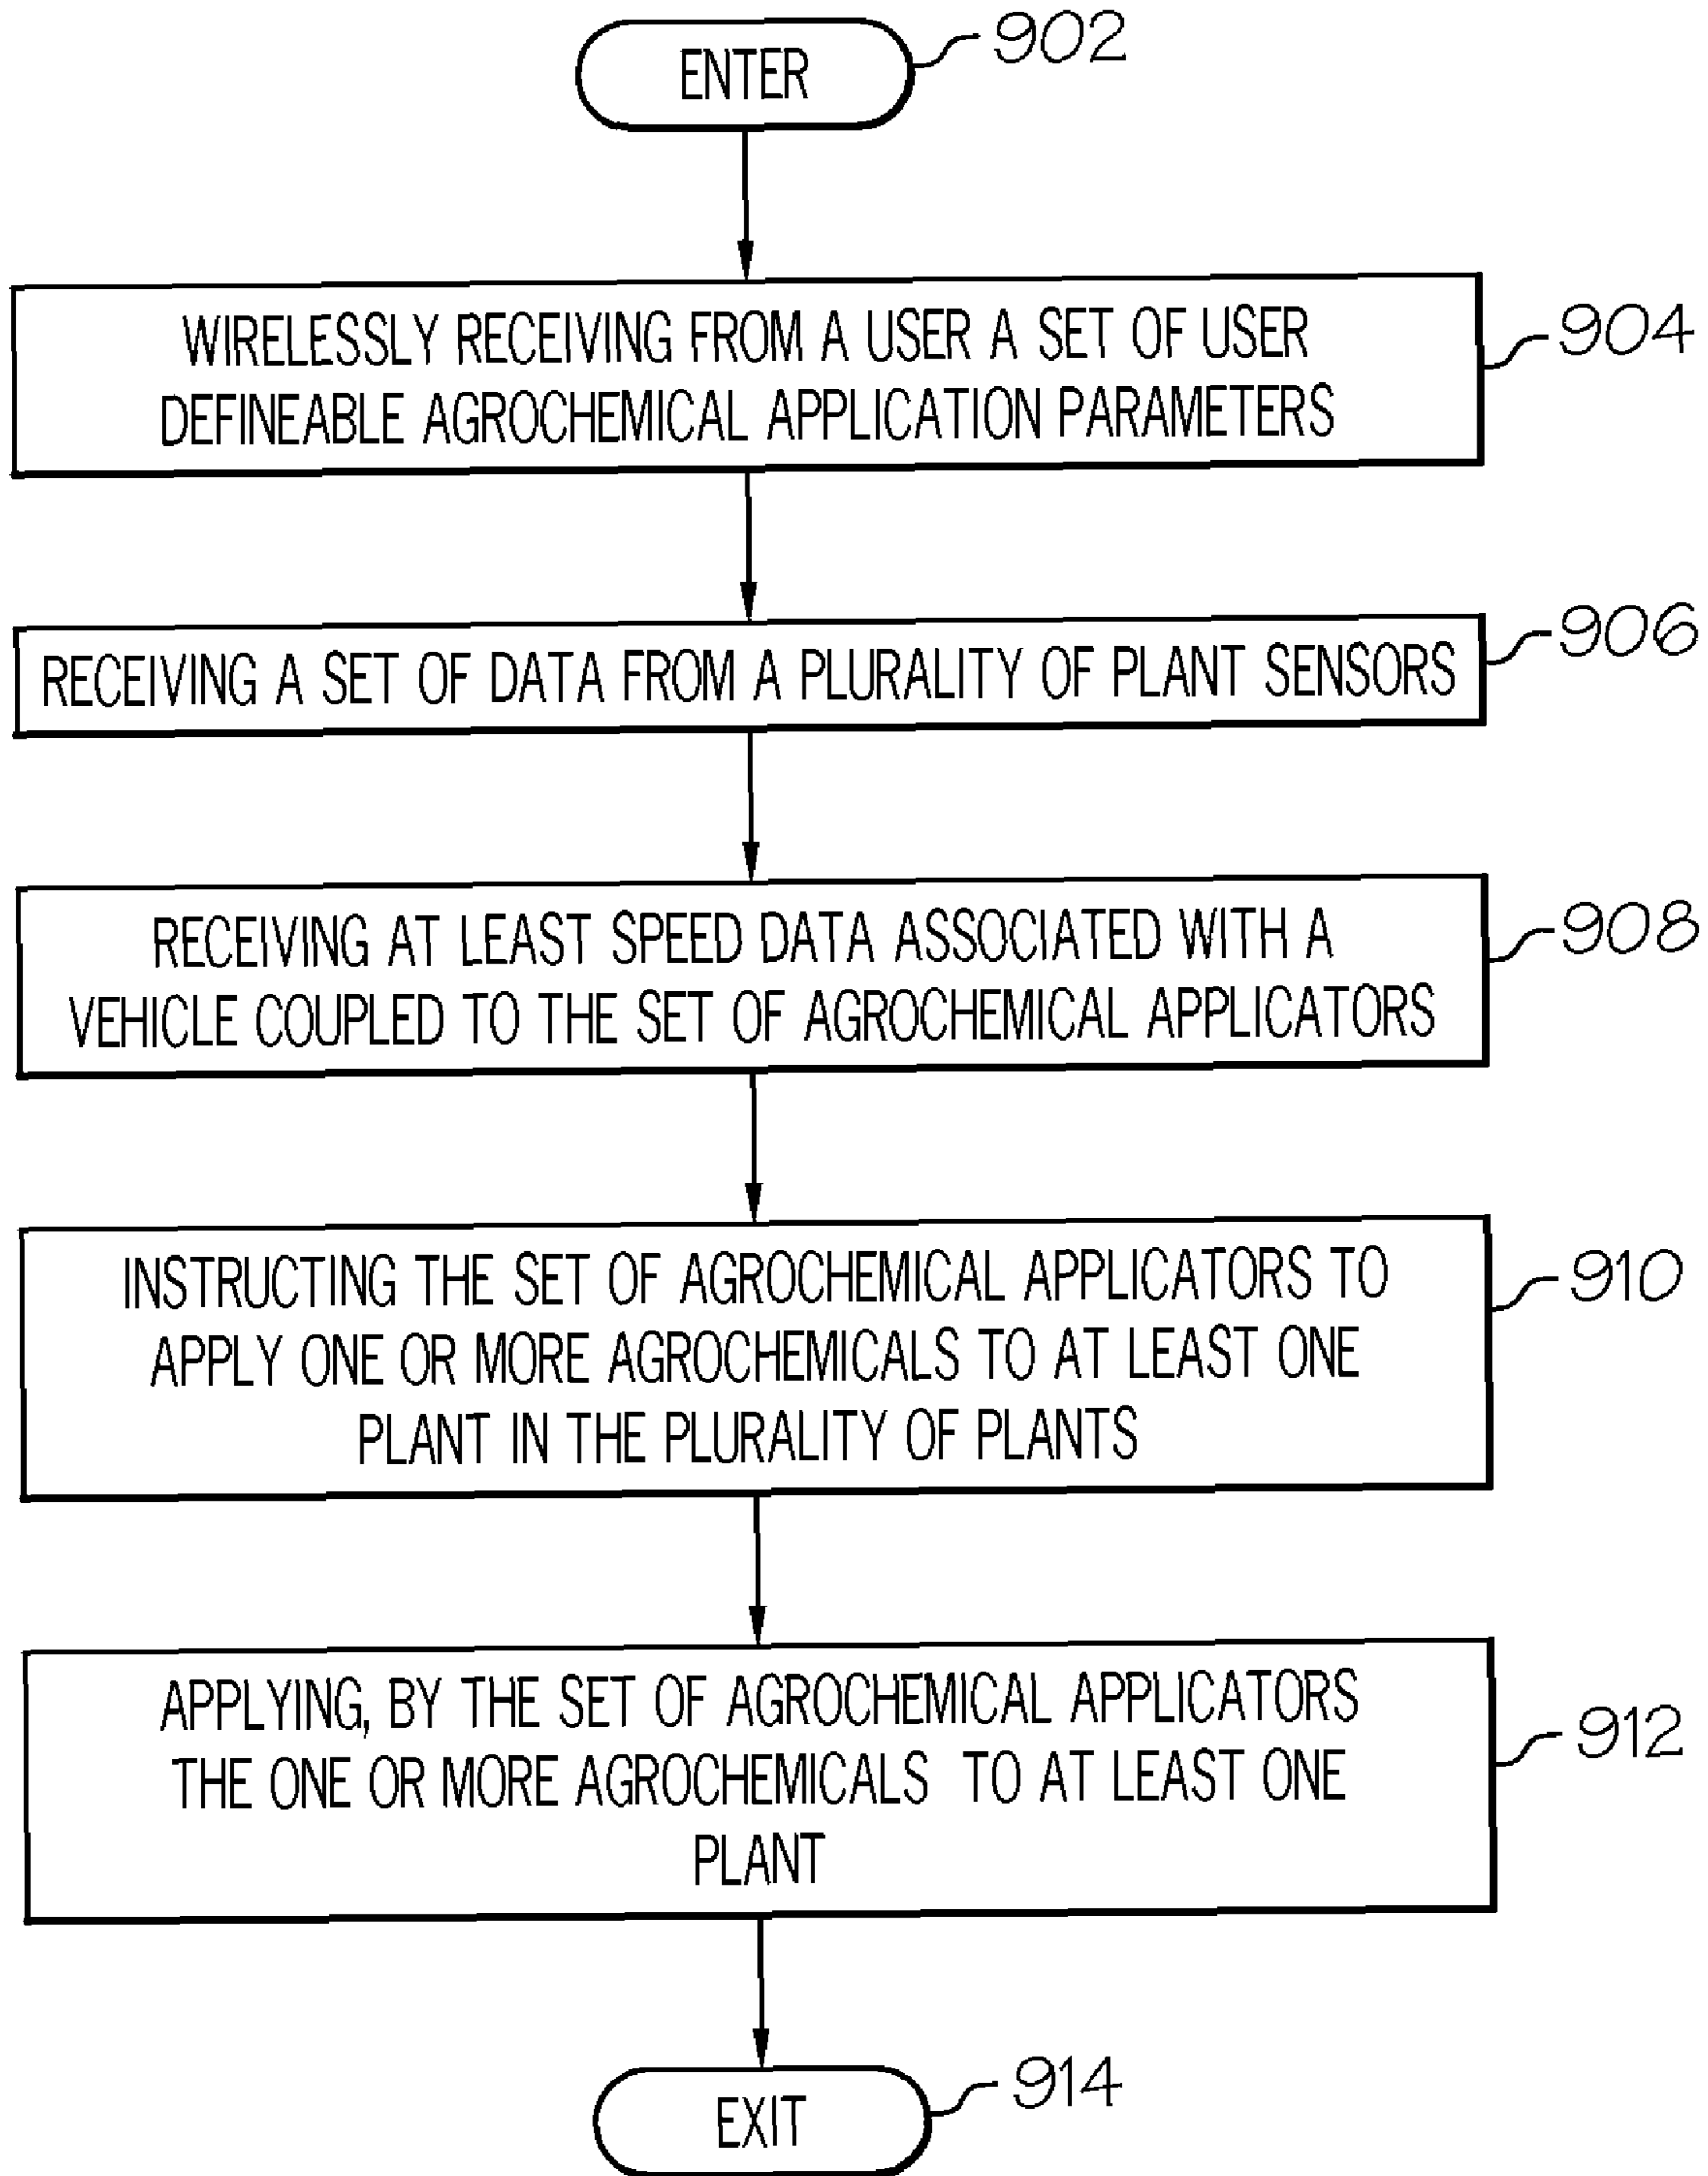 ENTER
902
WIRELESSLY RECEIVING FROM A USER A SET OF USER
DEFINEABLE AGROCHEMICAL APPLICATION PARAMETERS
904
RECEIVING A SET OF DATA FROM A PLURALITY OF PLANT SENSORS
906
RECEIVING AT LEAST SPEED DATA ASSOCIATED WITH A
VEHICLE COUPLED TO THE SET OF AGROCHEMICAL APPLICATORS
908
INSTRUCTING THE SET OF AGROCHEMICAL APPLICATORS TO
APPLY ONE OR MORE AGROCHEMICALS TO AT LEAST ONE
PLANT IN THE PLURALITY OF PLANTS
910
APPLYING, BY THE SET OF AGROCHEMICAL APPLICATORS
THE ONE OR MORE AGROCHEMICALS TO AT LEAST ONE
PLANT
912
EXIT
914